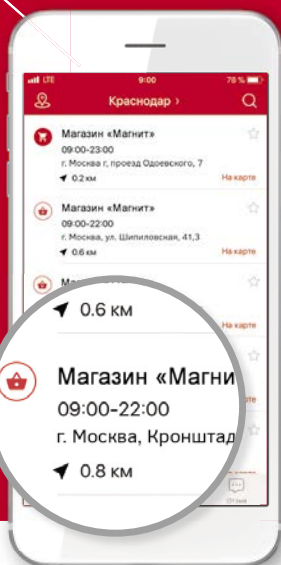 LTE 9:00 78 %
Краснодар ›
Магазин «Магнит»
09:00-23:00
г. Москва г, проезд Одоевского, 7
0.2 км
На карте
Магазин «Магнит»
09:00-22:00
г. Москва, ул. Шипиловская, 41,3
0.6 км
На карте
На карте
0.6 км
Магазин «Магни
09:00-22:00
г. Москва, Кронштад
0.8 км